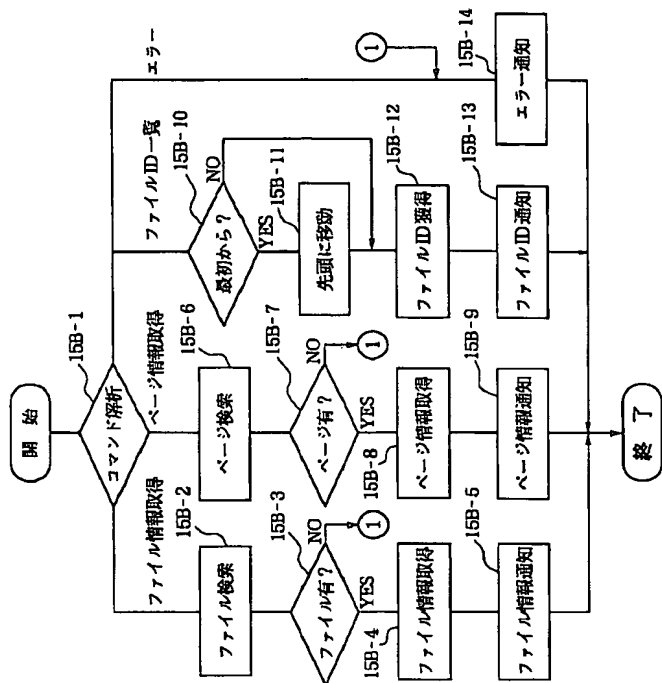 開始
コマンド解析
15B-1
ファイル情報取得
15B-2
ファイル検索
15B-3
ファイル有?
NO
1
YES
15B-4
ファイル情報取得
15B-5
ファイル情報通知
ページ情報取得
15B-6
ページ検索
15B-7
ページ有?
NO
1
YES
15B-8
ページ情報取得
15B-9
ページ情報通知
ファイルID一覧
15B-10
最初から?
NO
YES
15B-11
先頭に移動
15B-12
ファイルID獲得
15B-13
ファイルID通知
エラー
1
15B-14
エラー通知
終了